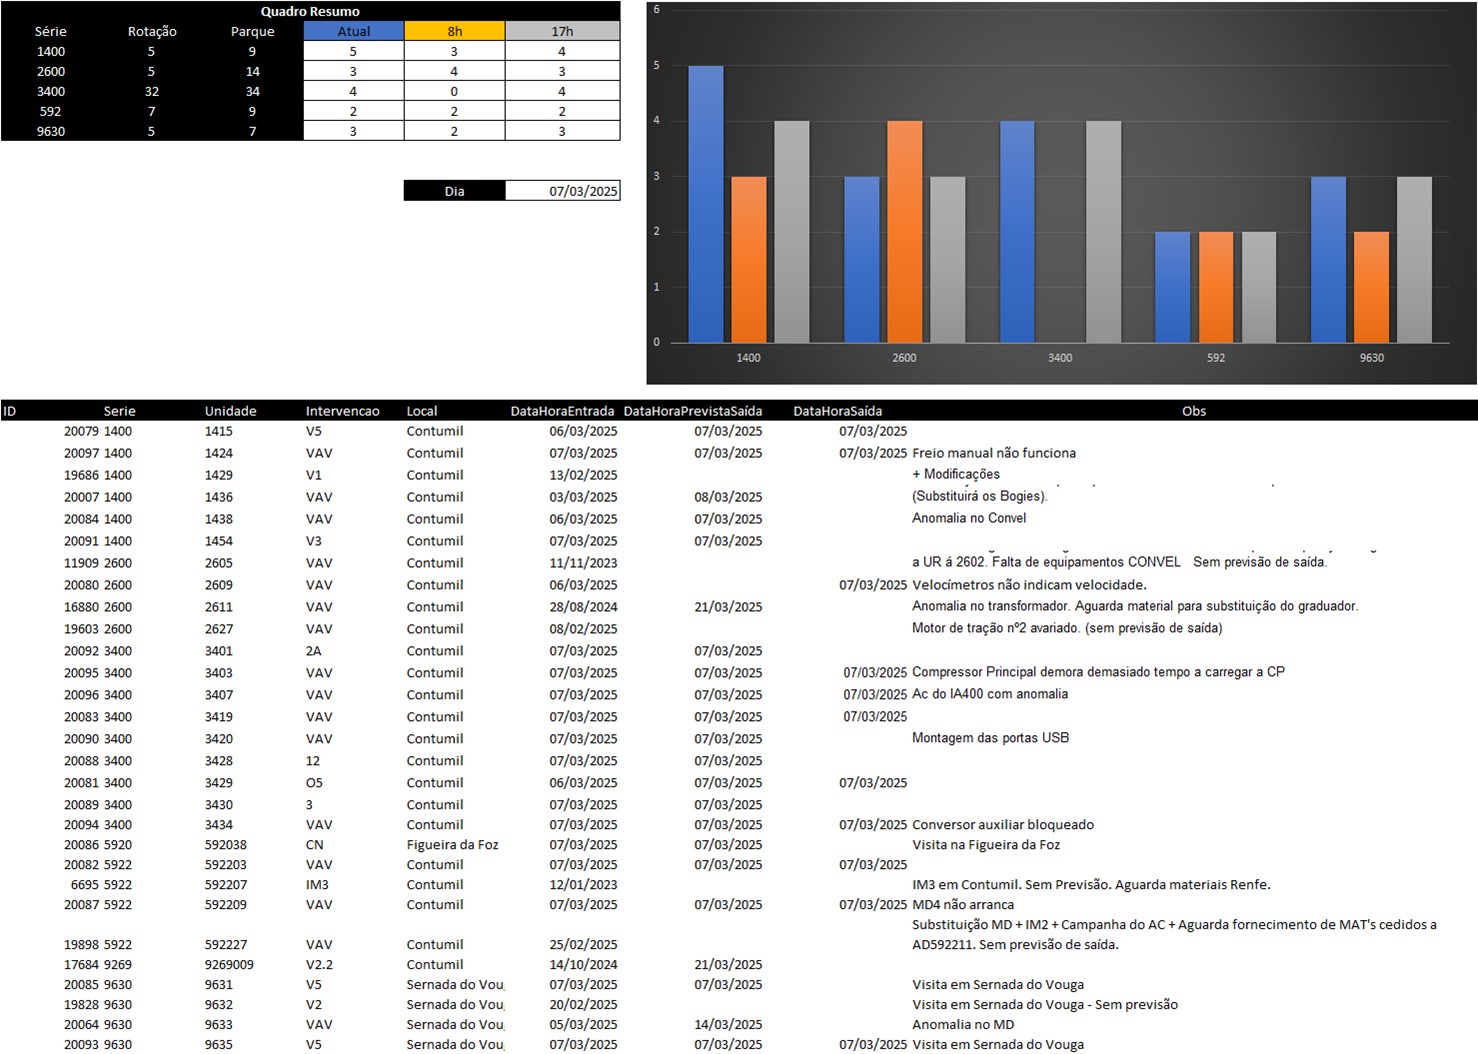 Quadro Resumo
Série Rotação Parque Atual 8h 17h
1400 5 9 5 3 4
2600 5 14 3 4 3
3400 32 34 4 0 4
592 7 9 2 2 2
9630 5 7 3 2 3
Dia 07/03/2025
6
5
4
3
2
1
0
1400 2600 3400 592 9630
ID Serie Unidade Intervencao Local DataHoraEntrada DataHoraPrevistaSaída DataHoraSaída Obs
20079 1400 1415 V5 Contumil 06/03/2025 07/03/2025 07/03/2025
20097 1400 1424 VAV Contumil 07/03/2025 07/03/2025 07/03/2025 Freio manual não funciona
19686 1400 1429 V1 Contumil 13/02/2025 + Modificações
20007 1400 1436 VAV Contumil 03/03/2025 08/03/2025 (Substituirá os Bogies).
20084 1400 1438 VAV Contumil 06/03/2025 07/03/2025 Anomalia no Convel
20091 1400 1454 V3 Contumil 07/03/2025 07/03/2025
11909 2600 2605 VAV Contumil 11/11/2023 a UR á 2602. Falta de equipamentos CONVEL Sem previsão de saída.
20080 2600 2609 VAV Contumil 06/03/2025 07/03/2025 Velocímetros não indicam velocidade.
16880 2600 2611 VAV Contumil 28/08/2024 21/03/2025 Anomalia no transformador. Aguarda material para substituição do graduador.
19603 2600 2627 VAV Contumil 08/02/2025 Motor de tração nº2 avariado. (sem previsão de saída)
20092 3400 3401 2A Contumil 07/03/2025 07/03/2025
20095 3400 3403 VAV Contumil 07/03/2025 07/03/2025 07/03/2025 Compressor Principal demora demasiado tempo a carregar a CP
20096 3400 3407 VAV Contumil 07/03/2025 07/03/2025 07/03/2025 Ac do IA400 com anomalia
20083 3400 3419 VAV Contumil 07/03/2025 07/03/2025 07/03/2025
20090 3400 3420 VAV Contumil 07/03/2025 07/03/2025 Montagem das portas USB
20088 3400 3428 12 Contumil 07/03/2025 07/03/2025
20081 3400 3429 O5 Contumil 06/03/2025 07/03/2025 07/03/2025
20089 3400 3430 3 Contumil 07/03/2025 07/03/2025
20094 3400 3434 VAV Contumil 07/03/2025 07/03/2025 07/03/2025 Conversor auxiliar bloqueado
20086 5920 592038 CN Figueira da Foz 07/03/2025 07/03/2025 Visita na Figueira da Foz
20082 5922 592203 VAV Contumil 07/03/2025 07/03/2025 07/03/2025
6695 5922 592207 IM3 Contumil 12/01/2023 IM3 em Contumil. Sem Previsão. Aguarda materiais Renfe.
20087 5922 592209 VAV Contumil 07/03/2025 07/03/2025 07/03/2025 MD4 não arranca
Substituição MD + IM2 + Campanha do AC + Aguarda fornecimento de MAT's cedidos a
19898 5922 592227 VAV Contumil 25/02/2025 AD592211. Sem previsão de saída.
17684 9269 9269009 V2.2 Contumil 14/10/2024 21/03/2025
20085 9630 9631 V5 Sernada do Vou 07/03/2025 07/03/2025 Visita em Sernada do Vouga
19828 9630 9632 V2 Sernada do Vou 20/02/2025 Visita em Sernada do Vouga - Sem previsão
20064 9630 9633 VAV Sernada do Vou 05/03/2025 14/03/2025 Anomalia no MD
20093 9630 9635 V5 Sernada do Vou 07/03/2025 07/03/2025 07/03/2025 Visita em Sernada do Vouga